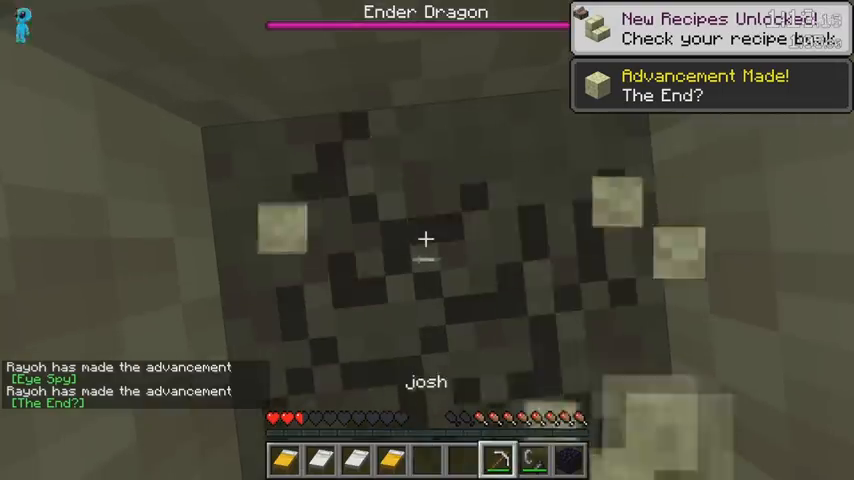 Ender Dragon
New Recipes Unlocked!
Check your recipe book
Advancement Made!
The End?
Rayoh has made the advancement
[Eye Spy]
Rayoh has made the advancement
[The End?]
josh